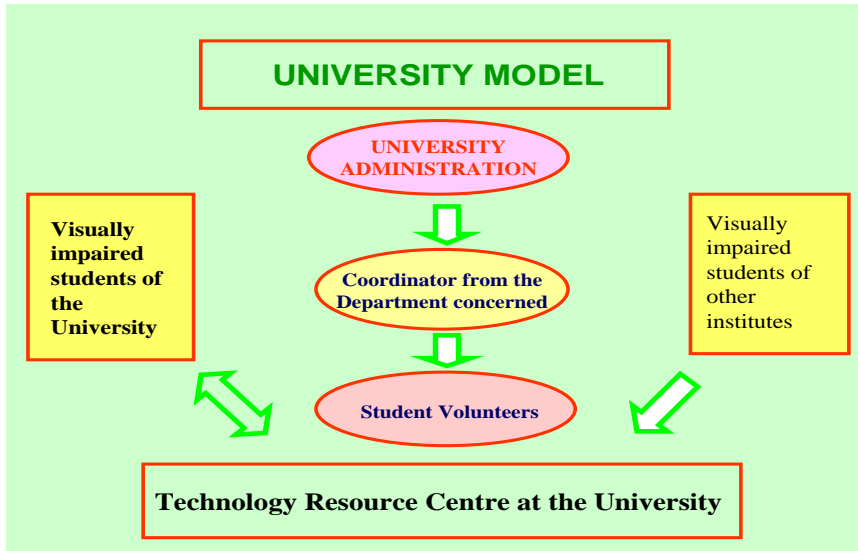 UNIVERSITY MODEL
UNIVERSITY
ADMINISTRATION
Visually
impaired
students of
the
University
Coordinator from the
Department concerned
Visually
impaired
students of
other
institutes
Student Volunteers
Technology Resource Centre at the University